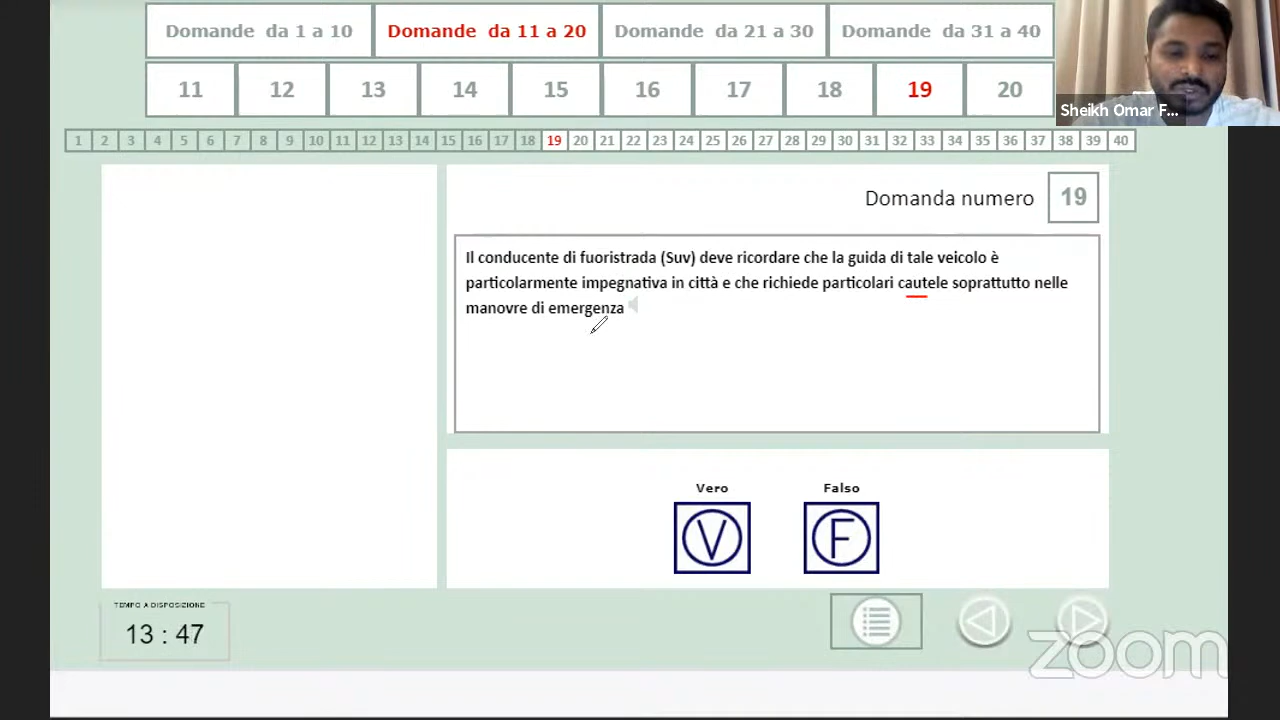 Domande da 1 a 10
Domande da 11 a 20
Domande da 21 a 30
Domande da 31 a 40
11 12 13 14 15 16 17 18 19 20
Sheikh Omar F...
1 2 3 4 5 6 7 8 9 10 11 12 13 14 15 16 17 18 19 20 21 22 23 24 25 26 27 28 29 30 31 32 33 34 35 36 37 38 39 40
Domanda numero 19
Il conducente di fuoristrada (Suv) deve ricordare che la guida di tale veicolo è
particolarmente impegnativa in città e che richiede particolari cautele soprattutto nelle
manovre di emergenza
Vero Falso
V F
TEMPO A DISPOSIZIONE
13 : 47
zoom